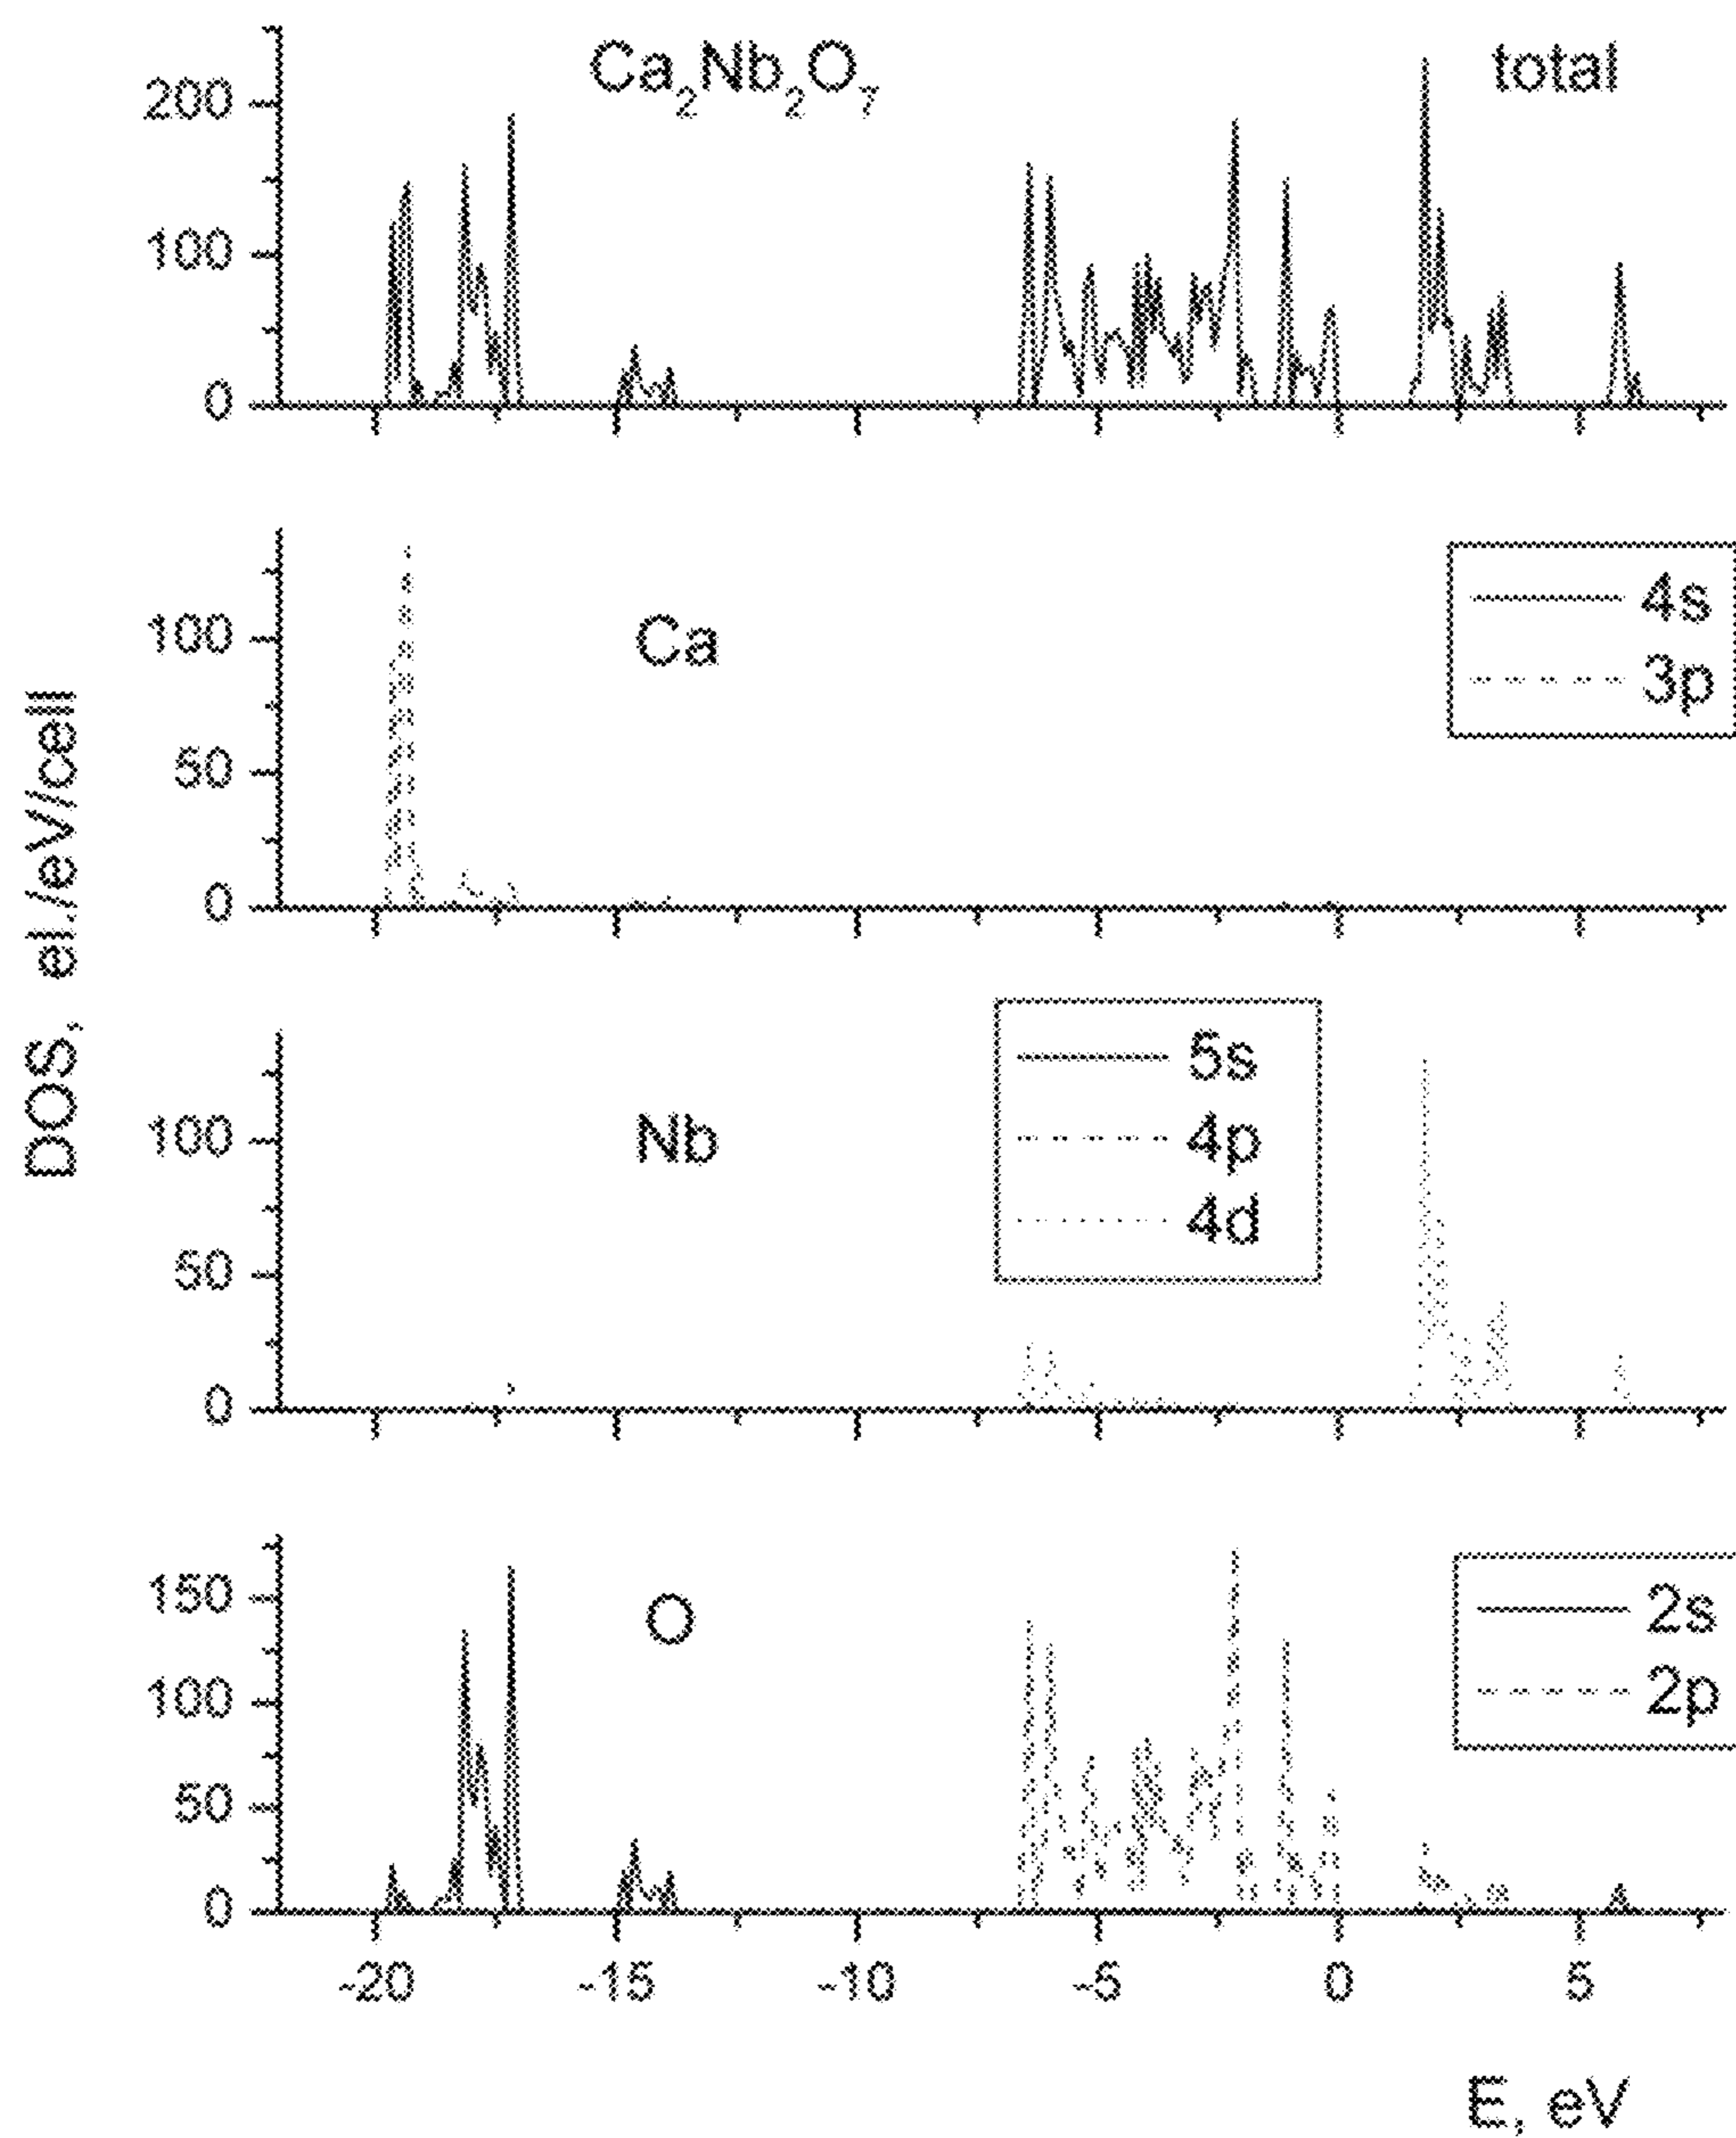 Ca₂Nb₂O₇ total
200
100
0
4s
3p
Ca
100
50
0
DOS, el./eV/cell
5s
4p
4d
Nb
100
50
0
2s
2p
O
150
100
50
0
-20 -15 -10 -5 0 5
E, eV